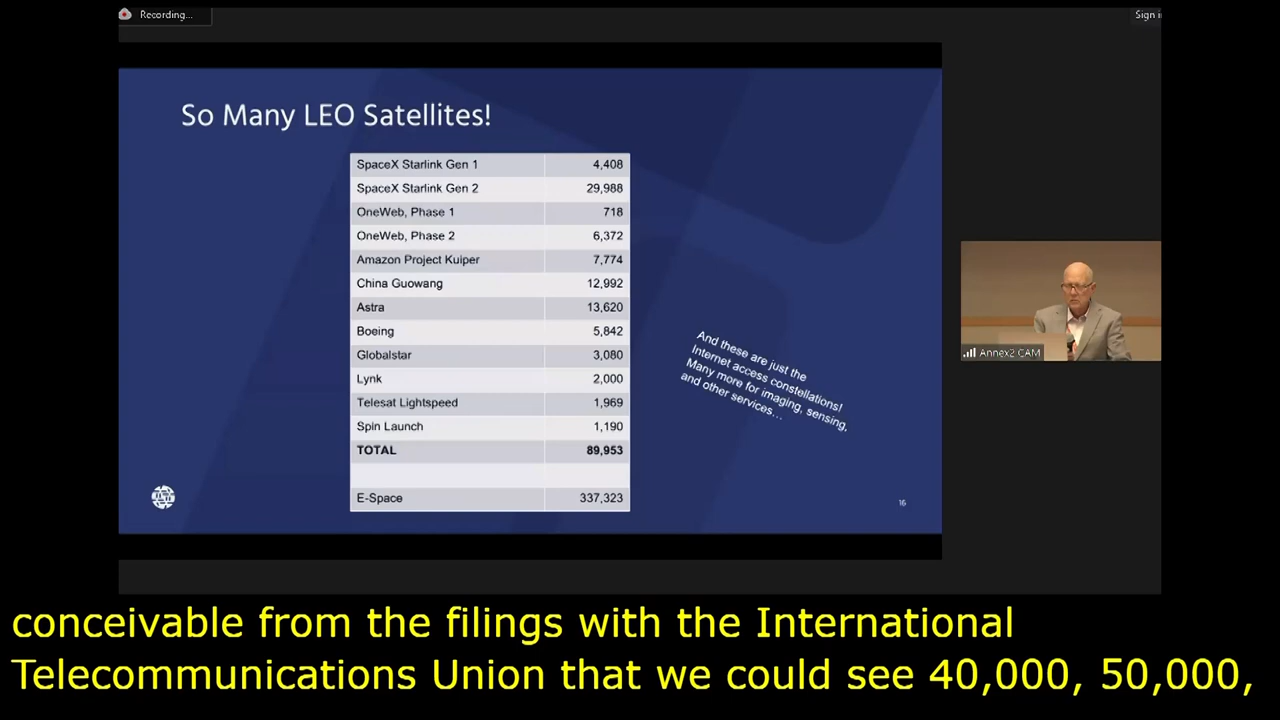 Recording...
So Many LEO Satellites!
SpaceX Starlink Gen 1 4,408
SpaceX Starlink Gen 2 29,988
OneWeb, Phase 1 718
OneWeb, Phase 2 6,372
Amazon Project Kuiper 7,774
China Guowang 12,992
Astra 13,620
Boeing 5,842
Globalstar 3,080
Lynk 2,000
Telesat Lightspeed 1,969
Spin Launch 1,190
TOTAL 89,953
E-Space 337,323
And these are just the
Internet access constellations!
Many more for imaging, sensing,
and other services...
16
Sign i
Annex2 CAM
conceivable from the filings with the International
Telecommunications Union that we could see 40,000, 50,000,